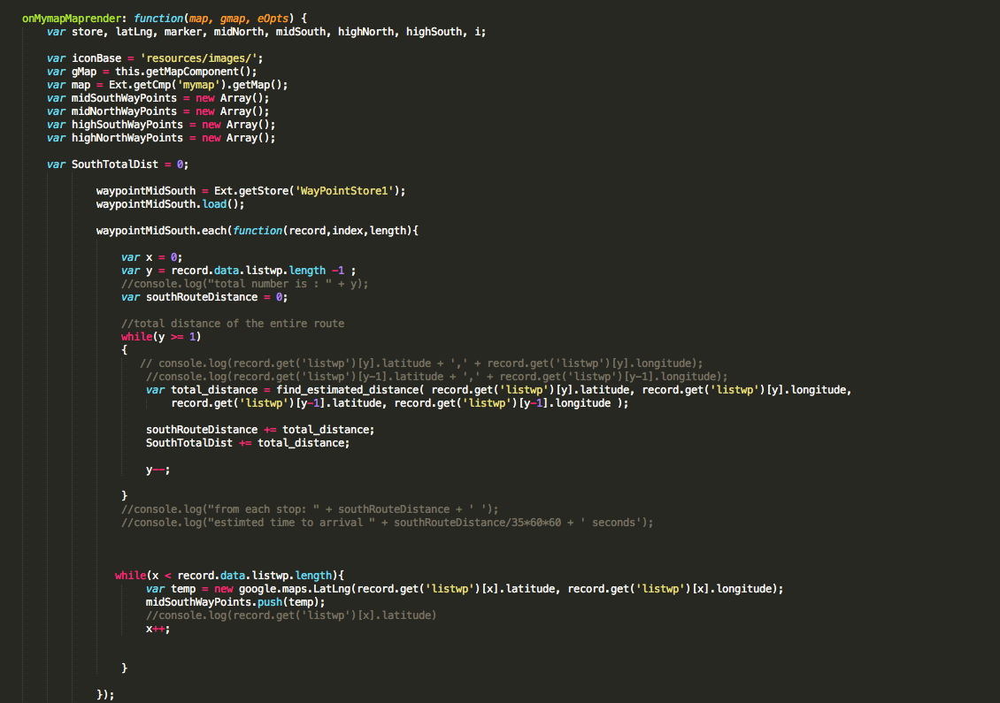 onMymapMaprender: function(map, gmap, eOpts) {
var store, latLng, marker, midNorth, midSouth, highNorth, highSouth, i;
var iconBase = 'resources/images/';
var gMap = this.getMapComponent();
var map = Ext.getCmp('mymap').getMap();
var midSouthWayPoints = new Array();
var midNorthWayPoints = new Array();
var highSouthWayPoints = new Array();
var highNorthWayPoints = new Array();
var SouthTotalDist = 0;
waypointMidSouth = Ext.getStore('WayPointStore1');
waypointMidSouth.load();
waypointMidSouth.each(function(record,index,length){
var x = 0;
var y = record.data.listwp.length -1 ;
//console.log("total number is : " + y);
var southRouteDistance = 0;
//total distance of the entire route
while(y >= 1)
{
// console.log(record.get('listwp')[y].latitude + ',' + record.get('listwp')[y].longitude);
//console.log(record.get('listwp')[y-1].latitude + ',' + record.get('listwp')[y-1].longitude);
var total_distance = find_estimated_distance( record.get('listwp')[y].latitude, record.get('listwp')[y].longitude,
record.get('listwp')[y-1].latitude, record.get('listwp')[y-1].longitude );
southRouteDistance += total_distance;
SouthTotalDist += total_distance;
y--;
}
//console.log("from each stop: " + southRouteDistance + ' ');
//console.log("estimted time to arrival " + southRouteDistance/35*60*60 + ' seconds');
while(x < record.data.listwp.length){
var temp = new google.maps.LatLng(record.get('listwp')[x].latitude, record.get('listwp')[x].longitude);
midSouthWayPoints.push(temp);
//console.log(record.get('listwp')[x].latitude)
x++;
}
});